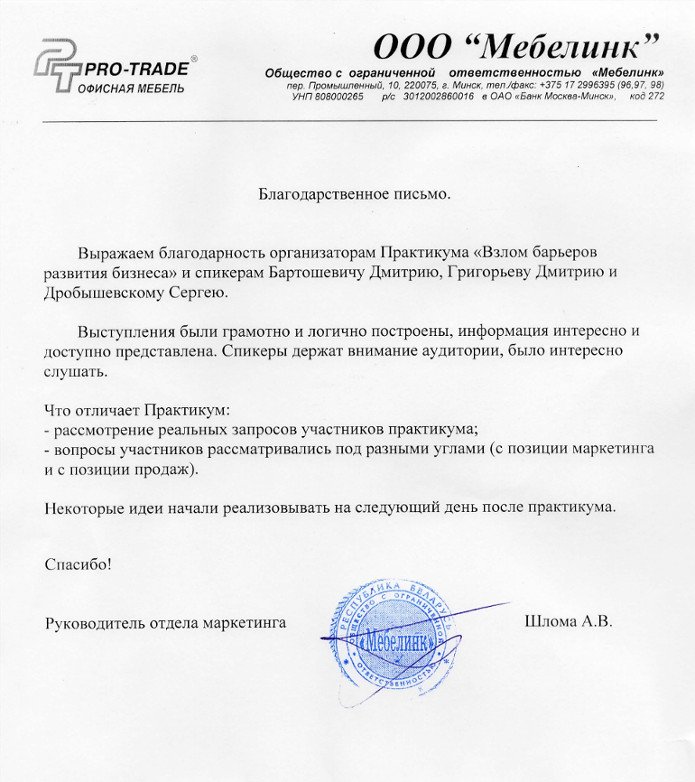 PRO-TRADE®
ОФИСНАЯ МЕБЕЛЬ
ООО “Мебелинк”
Общество с ограниченной ответственностью «Мебелинк»
пер. Промышленный, 10, 220075, г. Минск, тел./факс: +375 17 2996395 (96,97, 98)
УНП 808000265 р/с 3012002860016 в ОАО «Банк Москва-Минск», код 272
Благодарственное письмо.
Выражаем благодарность организаторам Практикума «Взлом барьеров
развития бизнеса» и спикерам Бартошевичу Дмитрию, Григорьеву Дмитрию и
Дробышевскому Сергею.
Выступления были грамотно и логично построены, информация интересно и
доступно представлена. Спикеры держат внимание аудитории, было интересно
слушать.
Что отличает Практикум:
- рассмотрение реальных запросов участников практикума;
- вопросы участников рассматривались под разными углами (с позиции маркетинга
и с позиции продаж).
Некоторые идеи начали реализовывать на следующий день после практикума.
Спасибо!
РЕСПУБЛИКА БЕЛАРУСЬ
ОБЩЕСТВО С ОГРАНИЧЕННОЙ
ОТВЕТСТВЕННОСТЬЮ
«Мебелинк»
Руководитель отдела маркетинга
Шлома А.В.